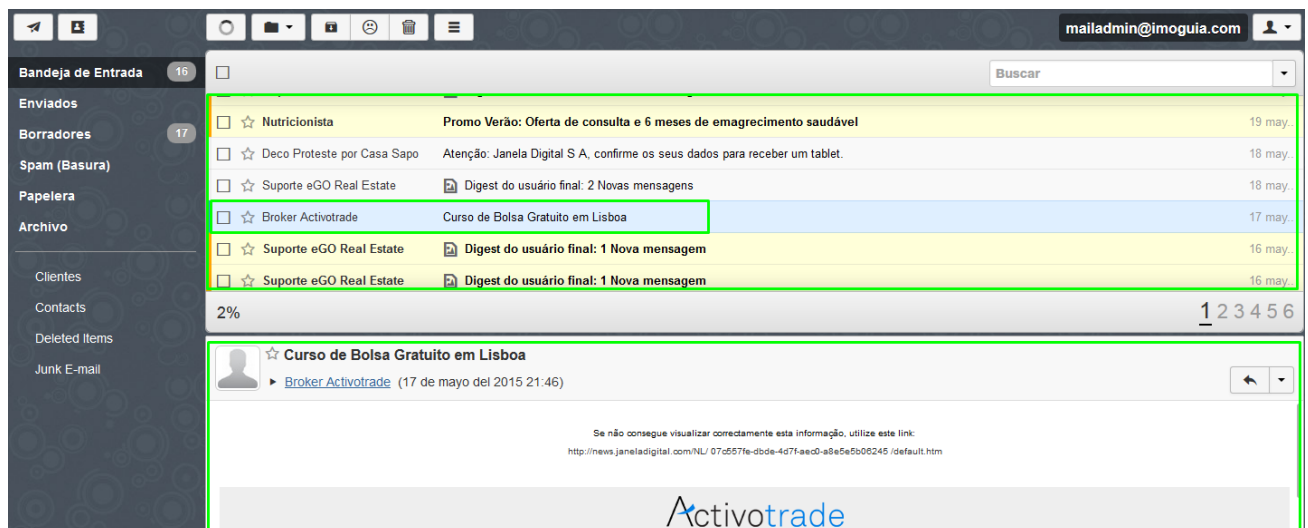 mailadmin@imoguia.com
Bandeja de Entrada 16
Enviados
Borradores 17
Spam (Basura)
Papelera
Archivo
Clientes
Contacts
Deleted Items
Junk E-mail
Buscar
Nutricionista Promo Verão: Oferta de consulta e 6 meses de emagrecimento saudável 19 may..
Deco Proteste por Casa Sapo Atenção: Janela Digital S A, confirme os seus dados para receber um tablet. 18 may..
Suporte eGO Real Estate Digest do usuário final: 2 Novas mensagens 18 may..
Broker Activotrade Curso de Bolsa Gratuito em Lisboa 17 may..
Suporte eGO Real Estate Digest do usuário final: 1 Nova mensagem 16 may..
Suporte eGO Real Estate Digest do usuário final: 1 Nova mensagem 16 may..
2% 1 2 3 4 5 6
Curso de Bolsa Gratuito em Lisboa
Broker Activotrade (17 de mayo del 2015 21:46)
Se não consegue visualizar correctamente esta informação, utilize este link:
http://news.janeladigital.com/NL/ 07c557fe-dbde-4d7f-aec0-a8e5e5b06245 /default.htm
Activotrade